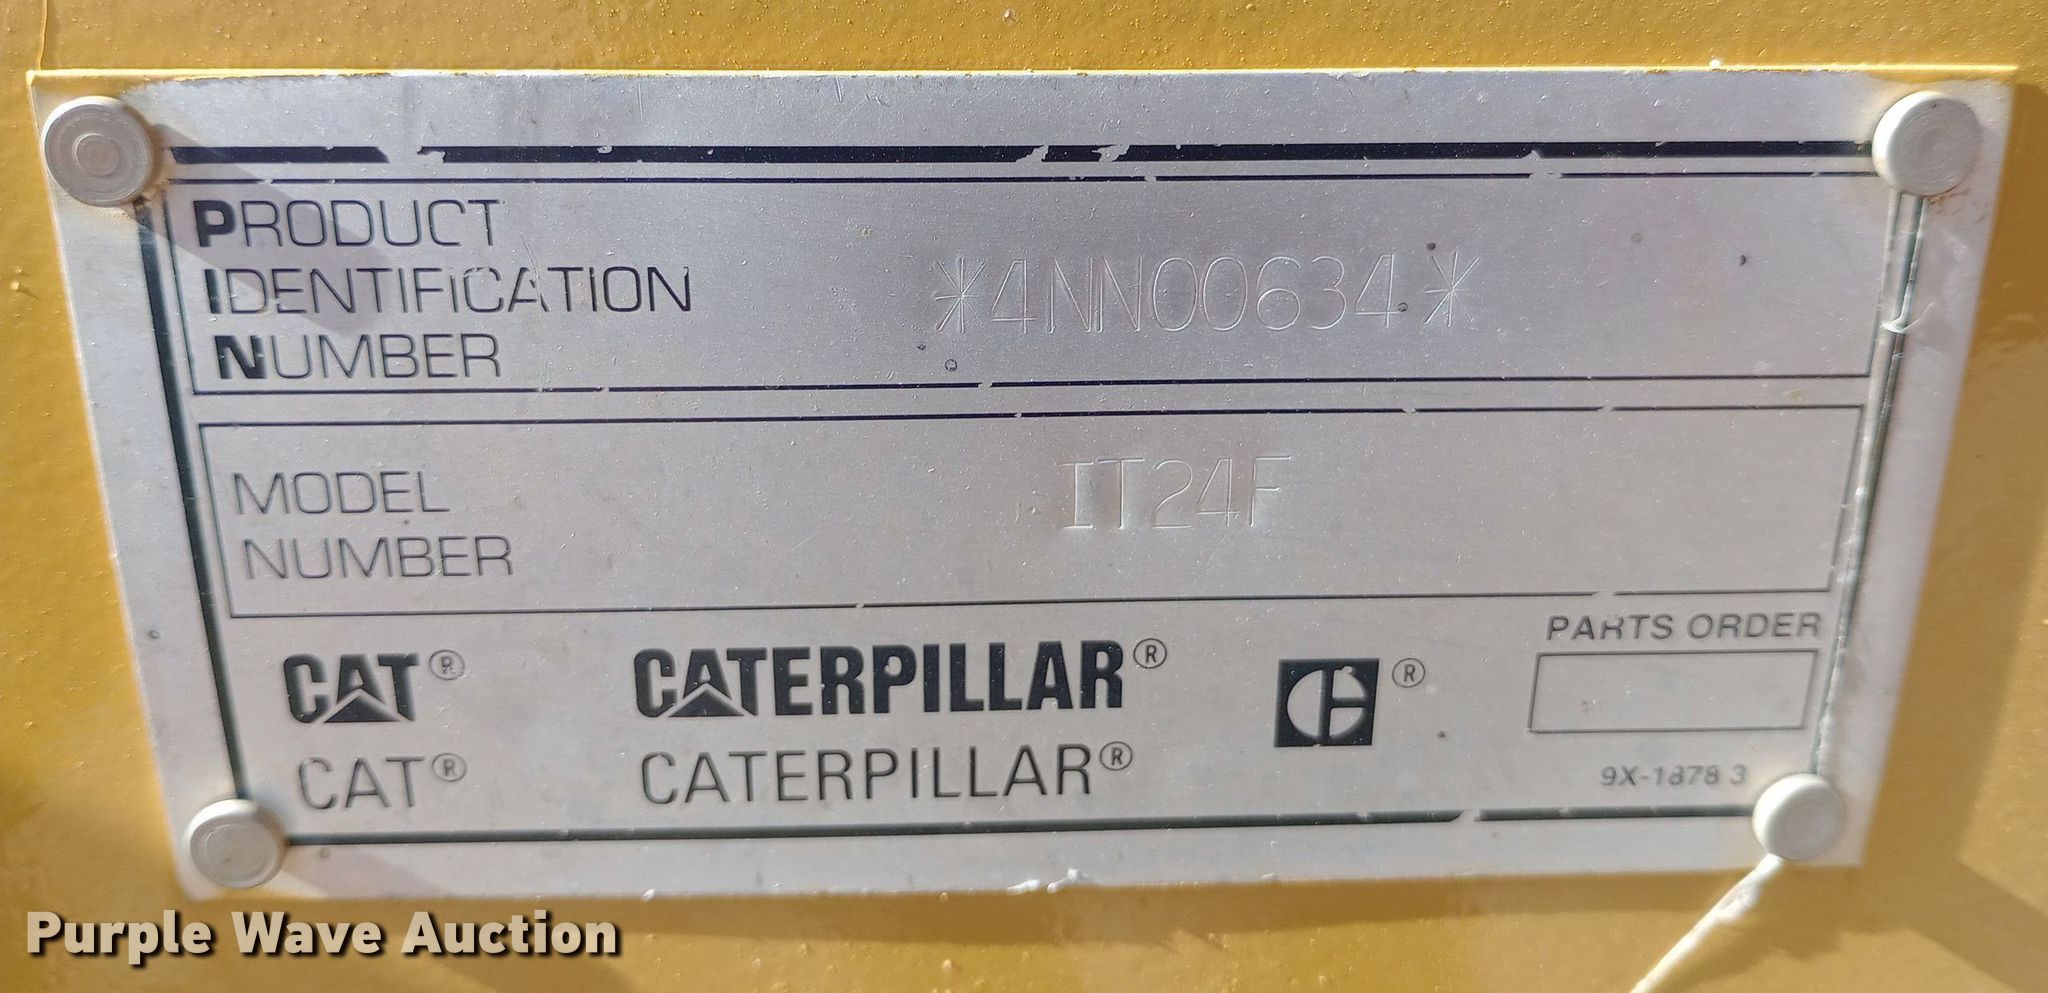 PRODUCT
IDENTIFICATION
NUMBER
*4NN00634*
MODEL
NUMBER
IT24F
CAT® CATERPILLAR® ®
CAT® CATERPILLAR®
PARTS ORDER
9X-1878 3
Purple Wave Auction